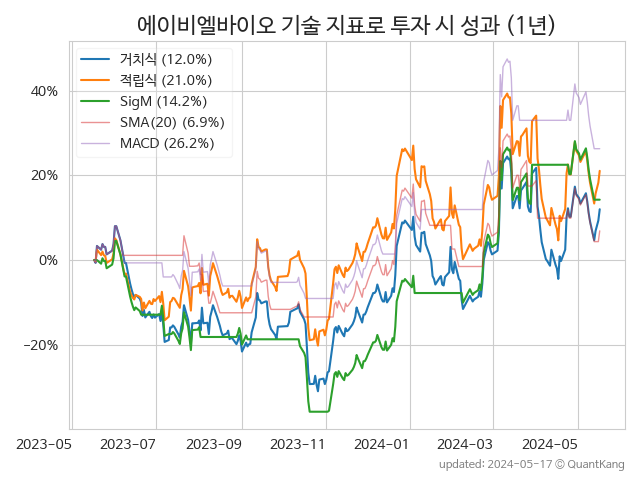 에이비엘바이오 기술 지표로 투자 시 성과 (1년)
거치식 (12.0%)
적립식 (21.0%)
SigM (14.2%)
SMA(20) (6.9%)
MACD (26.2%)
40%
20%
0%
−20%
2023-05 2023-07 2023-09 2023-11 2024-01 2024-03 2024-05
updated: 2024-05-17 © QuantKang